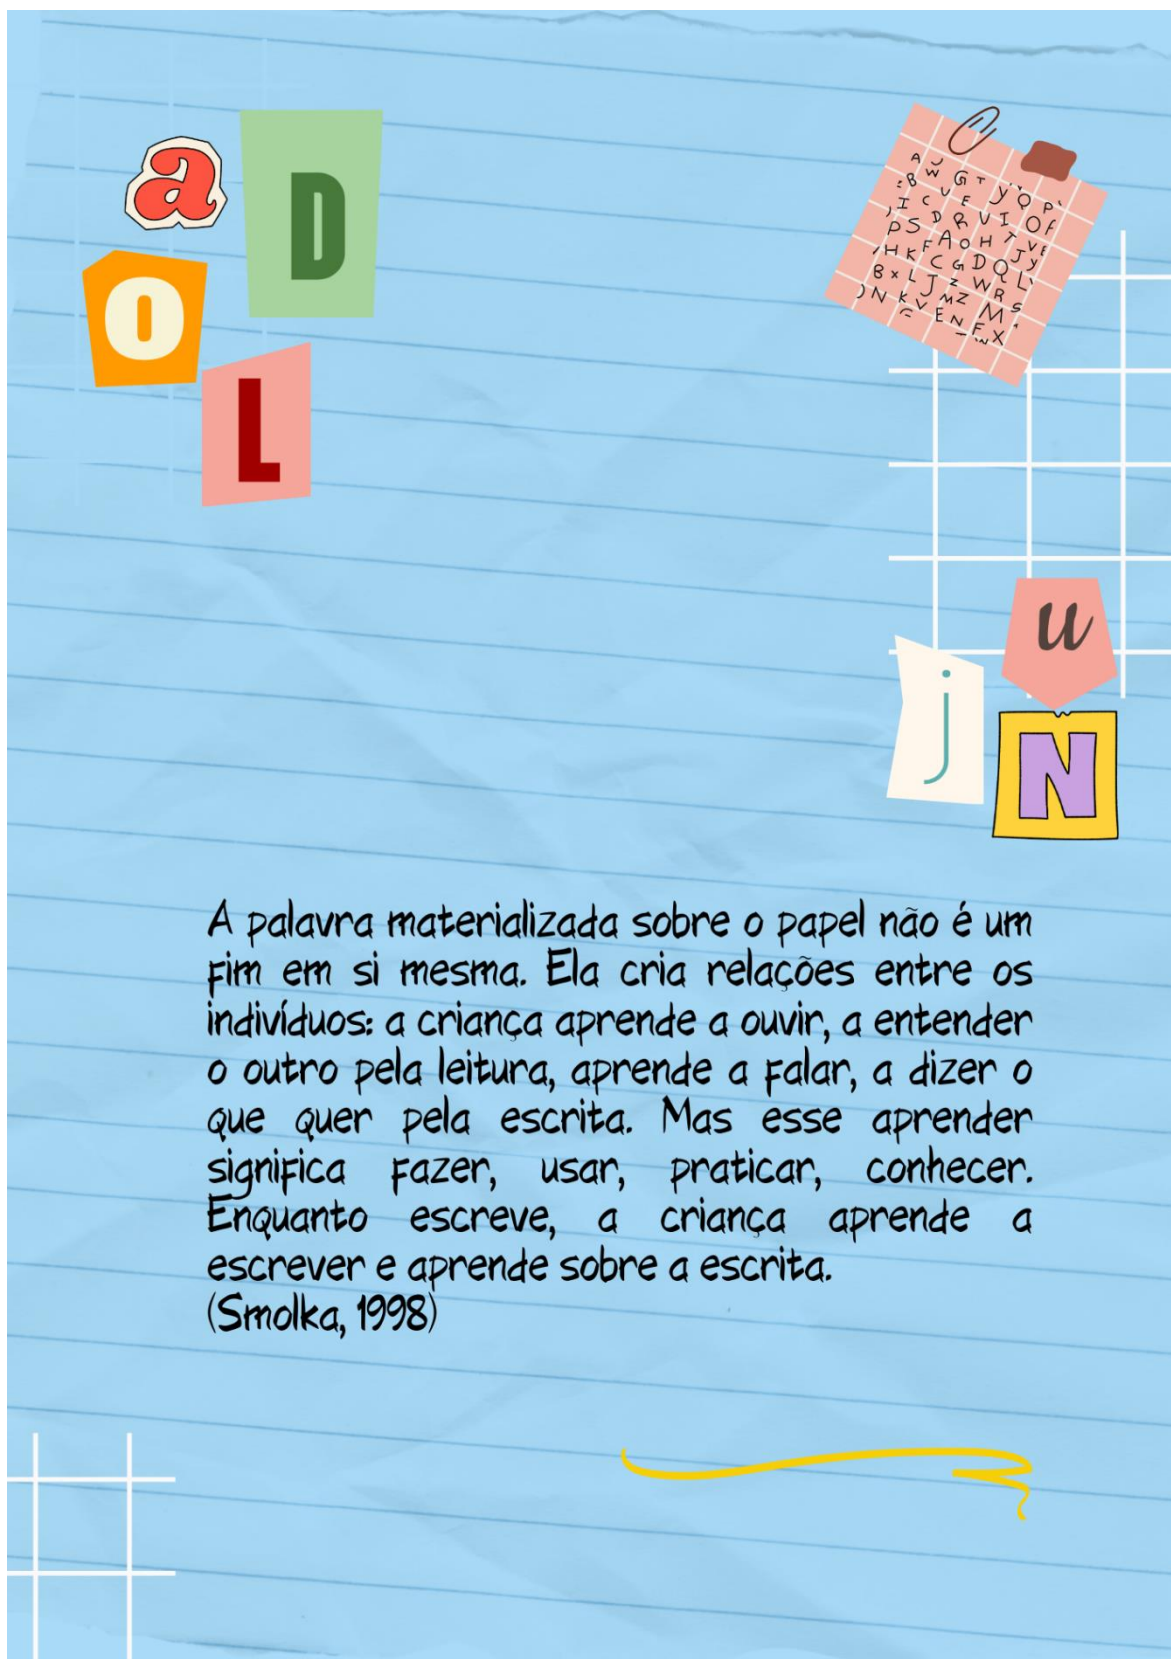 a
D
O
L
u
j
N
A palavra materializada sobre o papel não é um
fim em si mesma. Ela cria relações entre os
indivíduos: a criança aprende a ouvir, a entender
o outro pela leitura, aprende a falar, a dizer o
que quer pela escrita. Mas esse aprender
significa fazer, usar, praticar, conhecer.
Enquanto escreve, a criança aprende a
escrever e aprende sobre a escrita.
(Smolka, 1998)